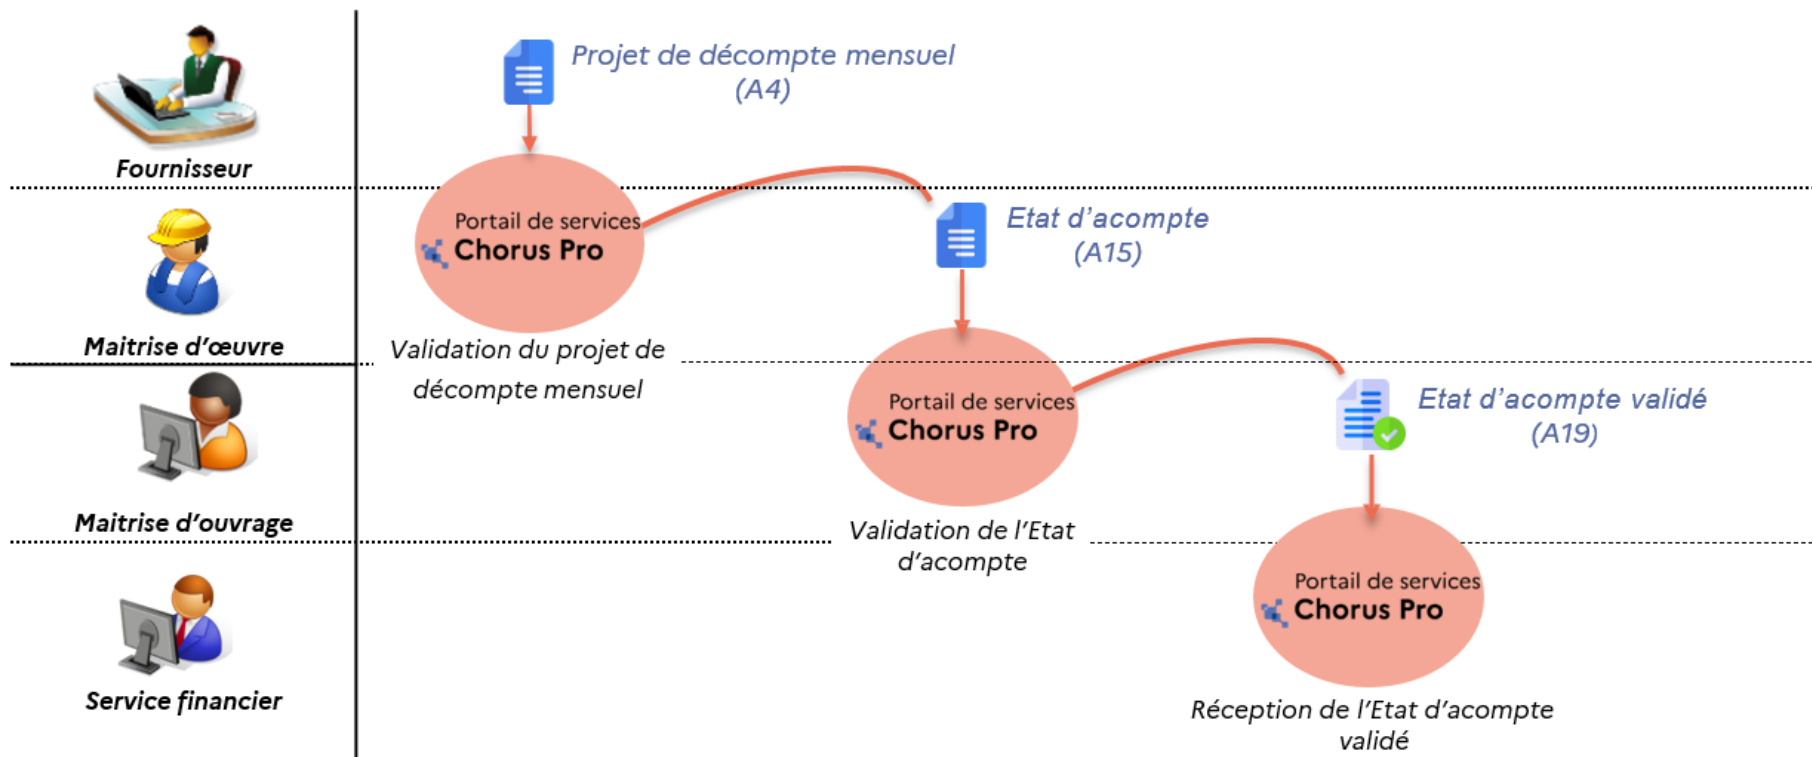 Projet de décompte mensuel
(A4)
Fournisseur
Portail de services
Chorus Pro
Etat d'acompte
(A15)
Maitrise d'œuvre
Validation du projet de
décompte mensuel
Portail de services
Chorus Pro
Etat d'acompte validé
(A19)
Maitrise d'ouvrage
Validation de l'Etat
d'acompte
Portail de services
Chorus Pro
Service financier
Réception de l'Etat d'acompte
validé